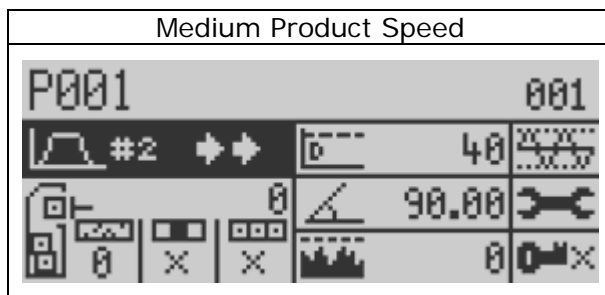 Medium Product Speed
P001 001
#2 40
0 90.00
0 × × 0 ×